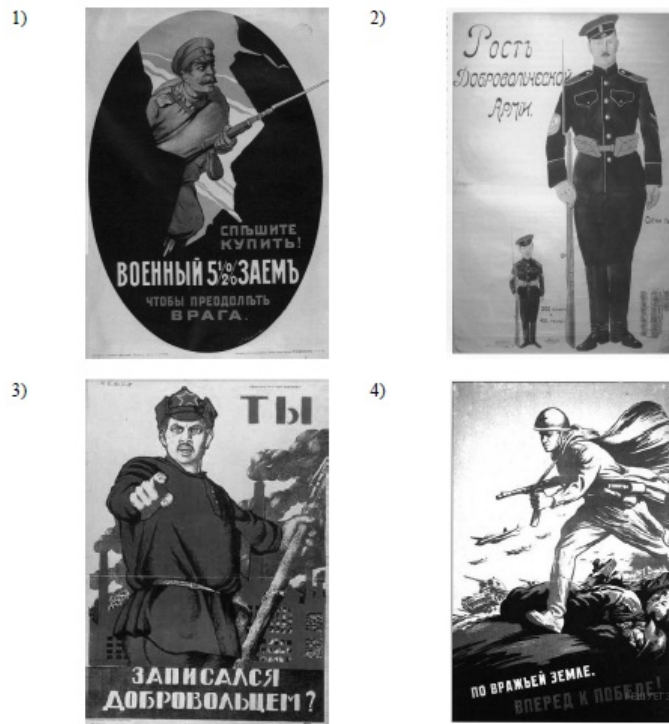 1)
СПѢШИТЕ
КУПИТЬ!
ВОЕННЫЙ 5½% ЗАЕМЪ
ЧТОБЫ ПРЕОДОЛѢТЬ
ВРАГА.
2)
Ростъ
Добровольческой
Армiи.
3)
ТЫ
ЗАПИСАЛСЯ
ДОБРОВОЛЬЦЕМ?
4)
ПО ВРАЖЬЕЙ ЗЕМЛЕ.
ВПЕРЕД К ПОБЕДЕ!